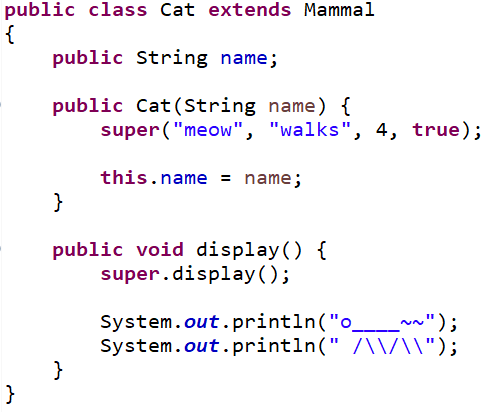 public class Cat extends Mammal
{
    public String name;

    public Cat(String name) {
        super("meow", "walks", 4, true);

        this.name = name;
    }

    public void display() {
        super.display();

        System.out.println("o____~~");
        System.out.println(" /\\/\\");
    }
}